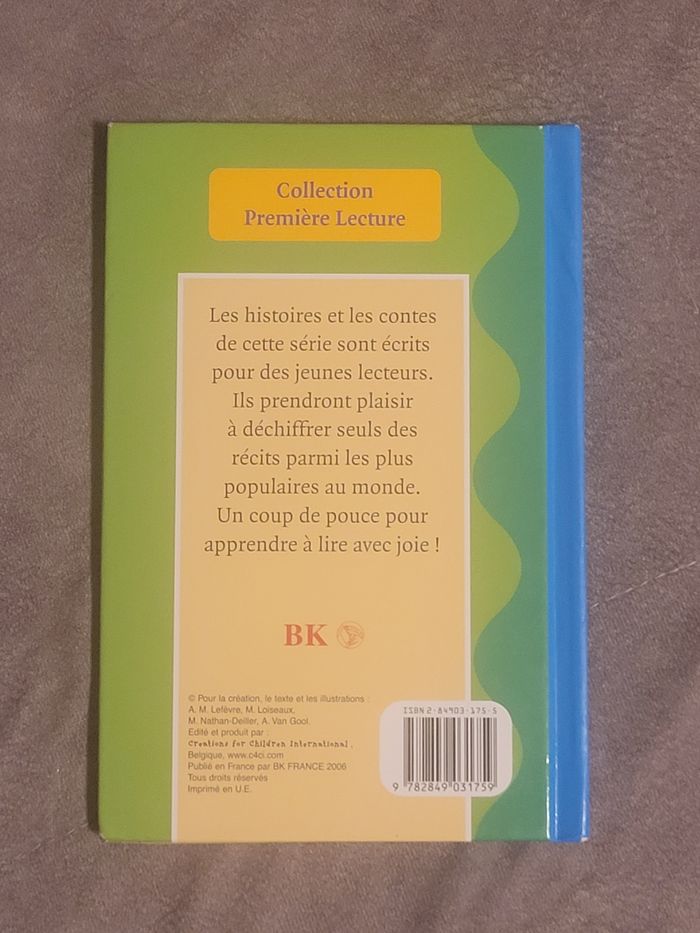 Collection
Première Lecture
Les histoires et les contes
de cette série sont écrits
pour des jeunes lecteurs.
Ils prendront plaisir
à déchiffrer seuls des
récits parmi les plus
populaires au monde.
Un coup de pouce pour
apprendre à lire avec joie !
BK
© Pour la création, le texte et les illustrations :
A. M. Lefèvre, M. Loiseaux,
M. Nathan-Deiller, A. Van Gool.
Edité et produit par :
Creations for Children International,
Belgique, www.c4ci.com
Publié en France par BK FRANCE 2006
Tous droits réservés
Imprimé en U.E.
ISBN 2-84903-175-5
9 782849 031759